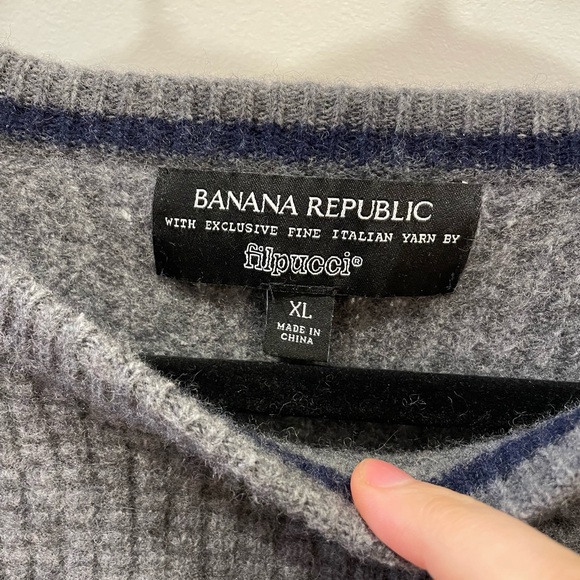 BANANA REPUBLIC
WITH EXCLUSIVE FINE ITALIAN YARN BY
filpucci®
XL
MADE IN
CHINA